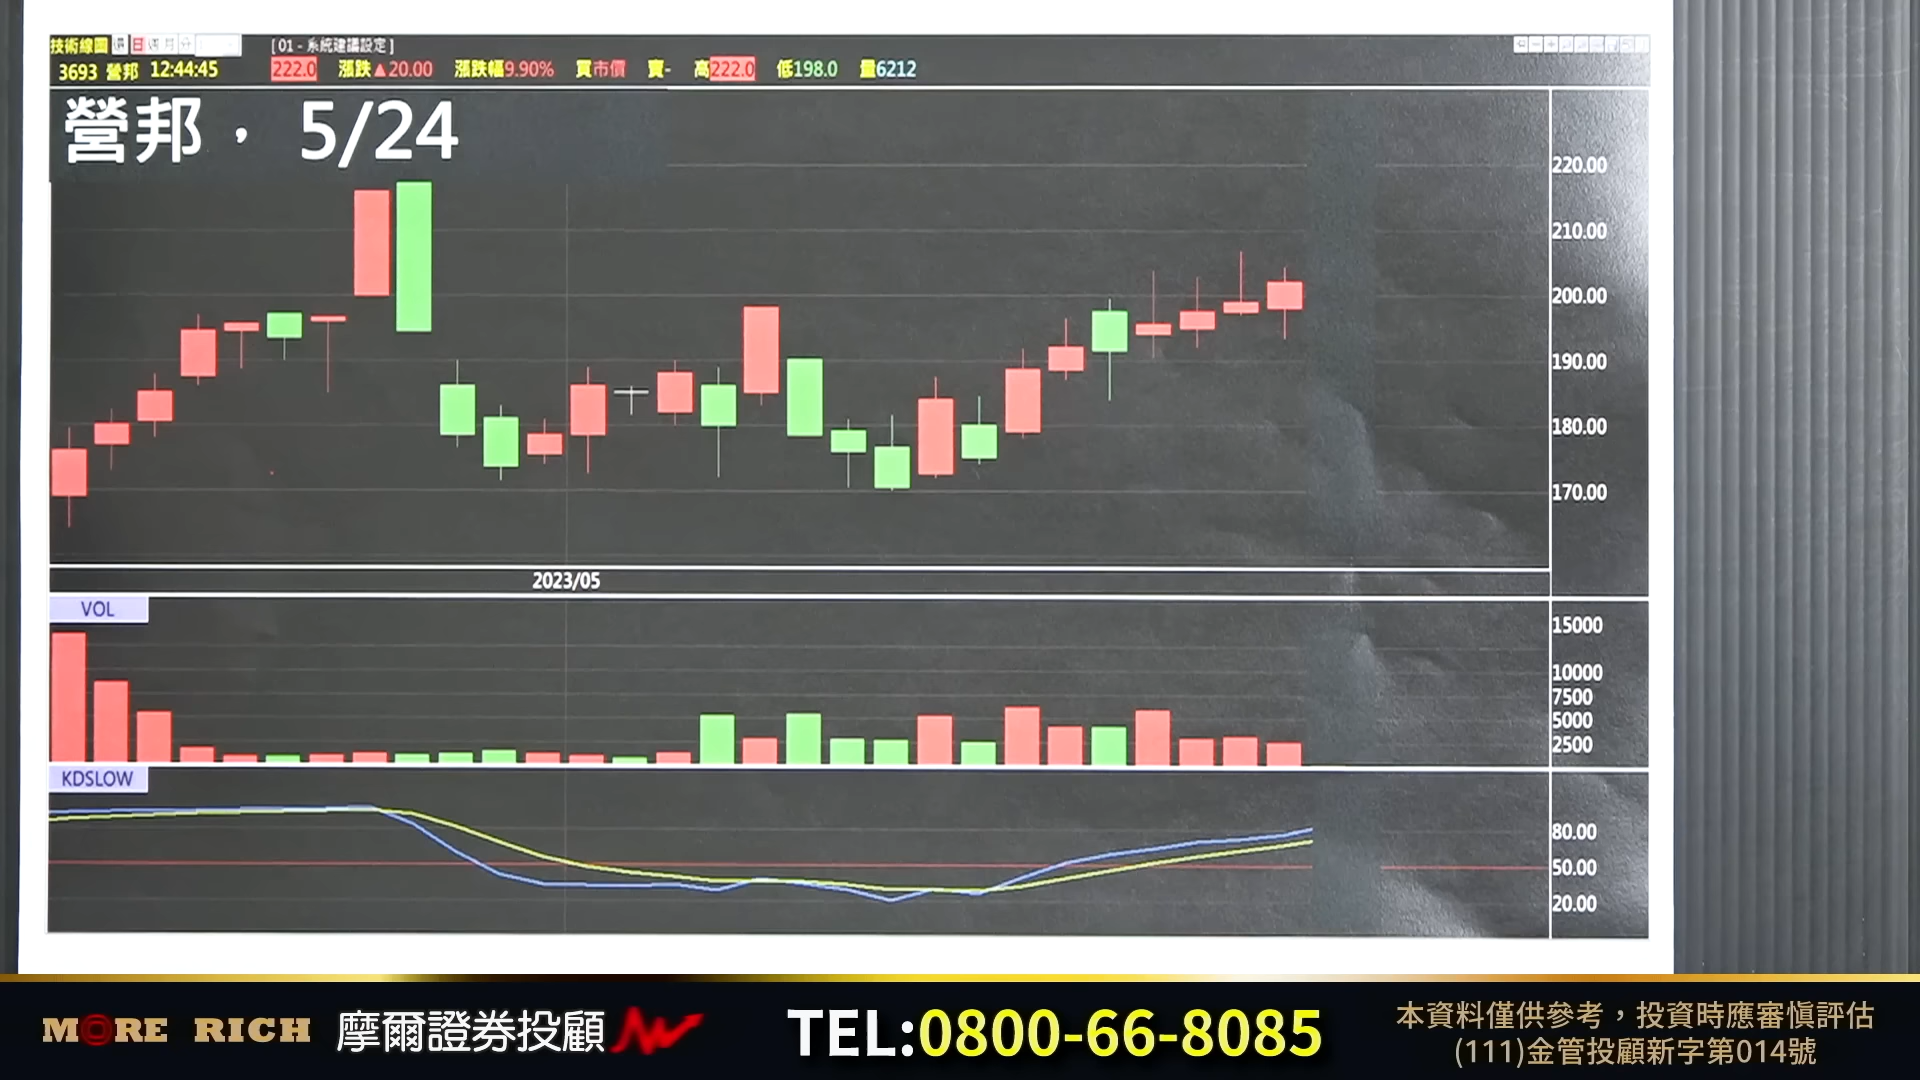 技術線圖 還 日 週 月 分 [ 01 - 系統建議設定 ]
3693 營邦 12:44:45 222.0 漲跌▲20.00 漲跌幅9.90% 買市價 賣- 高222.0 低198.0 量6212
營邦， 5/24
220.00
210.00
200.00
190.00
180.00
170.00
2023/05
VOL
15000
10000
7500
5000
2500
KDSLOW
80.00
50.00
20.00
MORE RICH 摩爾證券投顧 TEL:0800-66-8085
本資料僅供參考，投資時應審慎評估
(111)金管投顧新字第014號